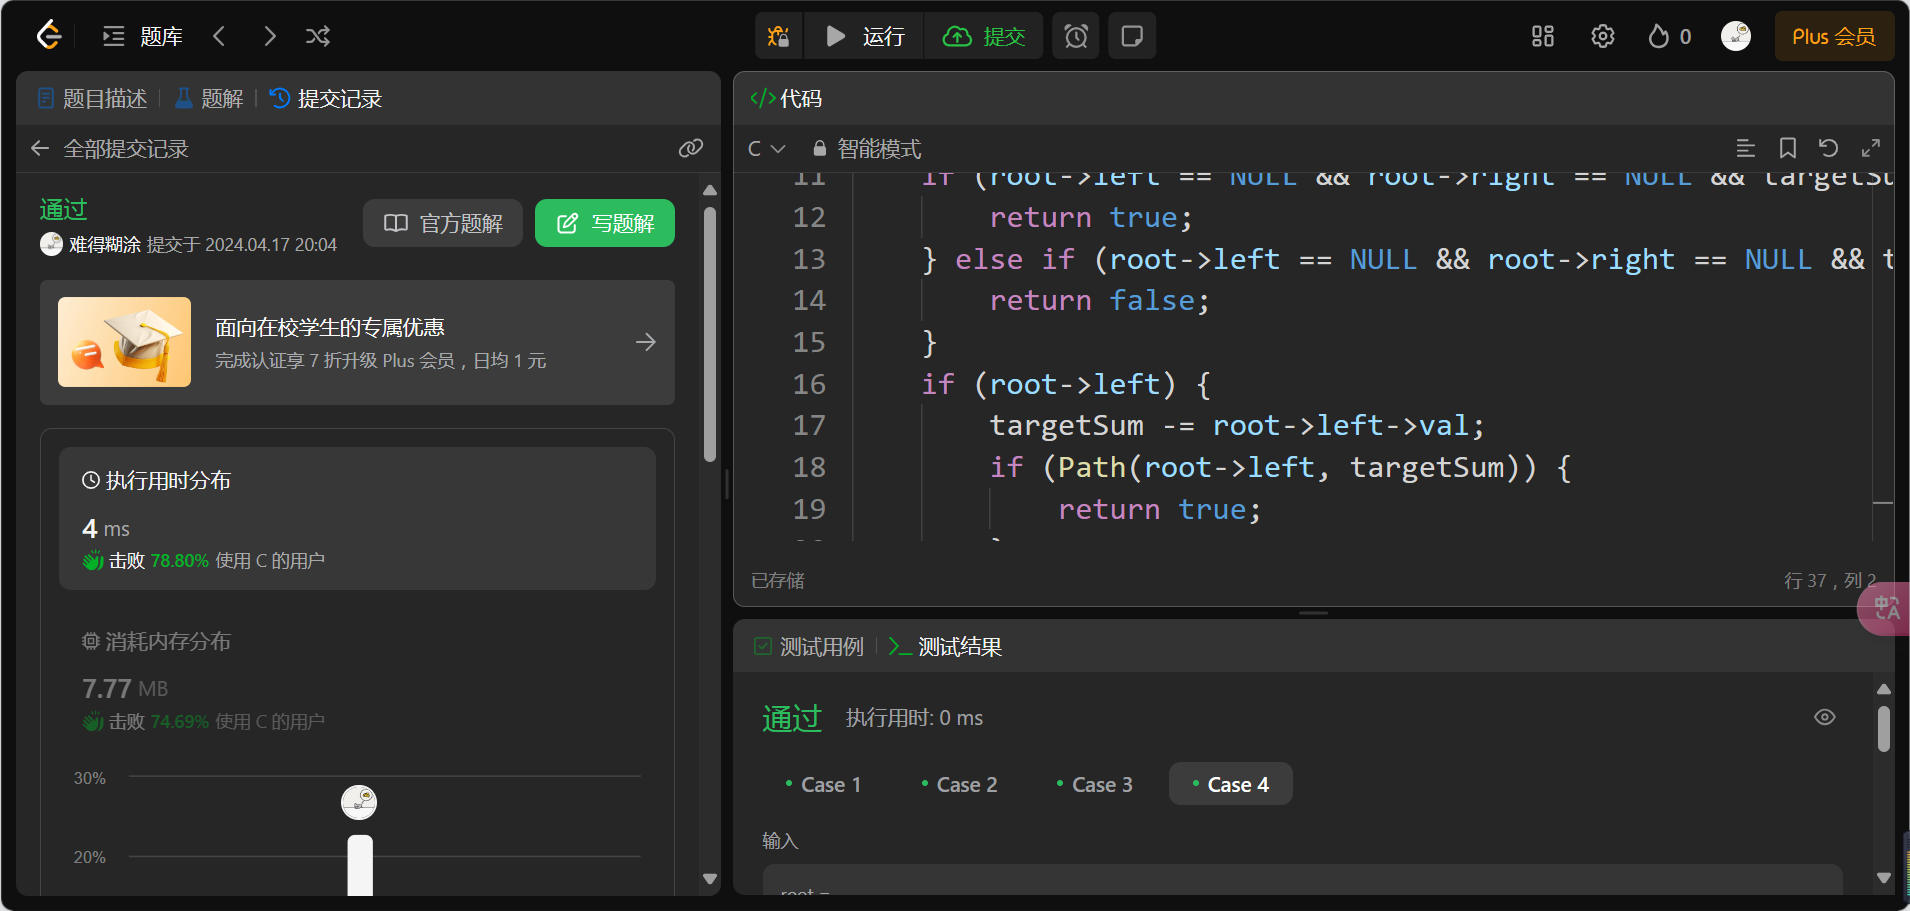 题库
运行
提交
0
Plus 会员
题目描述
题解
提交记录
全部提交记录
通过
难得糊涂 提交于 2024.04.17 20:04
官方题解
写题解
面向在校学生的专属优惠
完成认证享 7 折升级 Plus 会员，日均 1 元
执行用时分布
4 ms
击败 78.80% 使用 C 的用户
消耗内存分布
7.77 MB
击败 74.69% 使用 C 的用户
30%
20%
</> 代码
C
智能模式
11 if (root->left == NULL && root->right == NULL && targetSu
12 return true;
13 } else if (root->left == NULL && root->right == NULL && t
14 return false;
15 }
16 if (root->left) {
17 targetSum -= root->left->val;
18 if (Path(root->left, targetSum)) {
19 return true;
已存储
行 37，列 2
中A
测试用例
测试结果
通过
执行用时: 0 ms
Case 1
Case 2
Case 3
Case 4
输入
root =